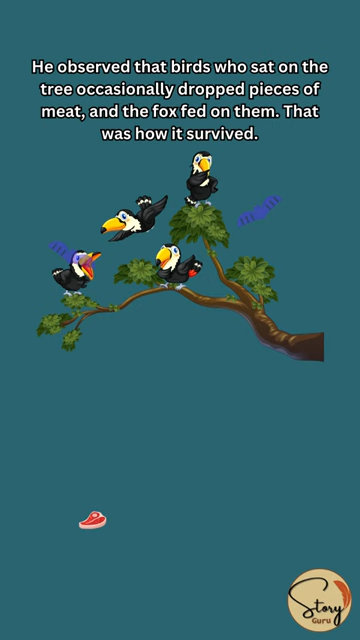 He observed that birds who sat on the
tree occasionally dropped pieces of
meat, and the fox fed on them. That
was how it survived.
Story
Guru